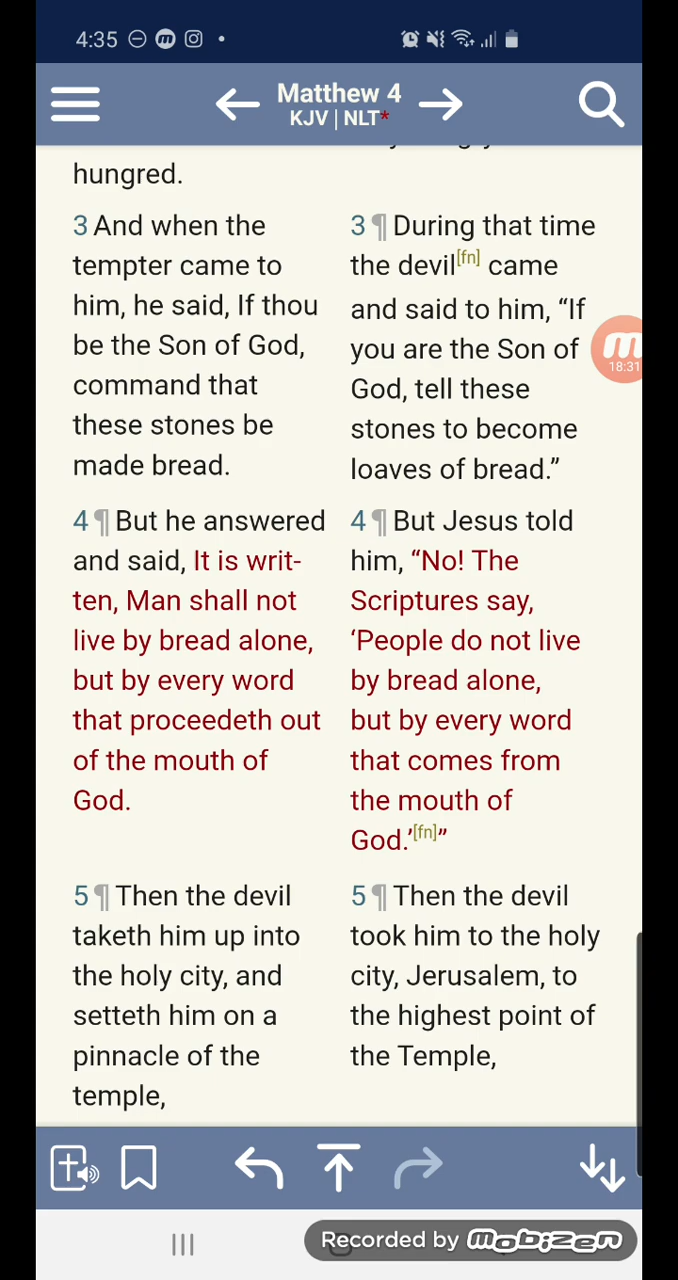 4:35
Matthew 4
KJV | NLT*
hungred.
3 And when the
tempter came to
him, he said, If thou
be the Son of God,
command that
these stones be
made bread.
4 ¶ But he answered
and said, It is writ-
ten, Man shall not
live by bread alone,
but by every word
that proceedeth out
of the mouth of
God.
5 ¶ Then the devil
taketh him up into
the holy city, and
setteth him on a
pinnacle of the
temple,
3 ¶ During that time
the devil[fn] came
and said to him, “If
you are the Son of
God, tell these
stones to become
loaves of bread.”
4 ¶ But Jesus told
him, “No! The
Scriptures say,
‘People do not live
by bread alone,
but by every word
that comes from
the mouth of
God.’[fn]”
5 ¶ Then the devil
took him to the holy
city, Jerusalem, to
the highest point of
the Temple,
18:31
Recorded by mobizen